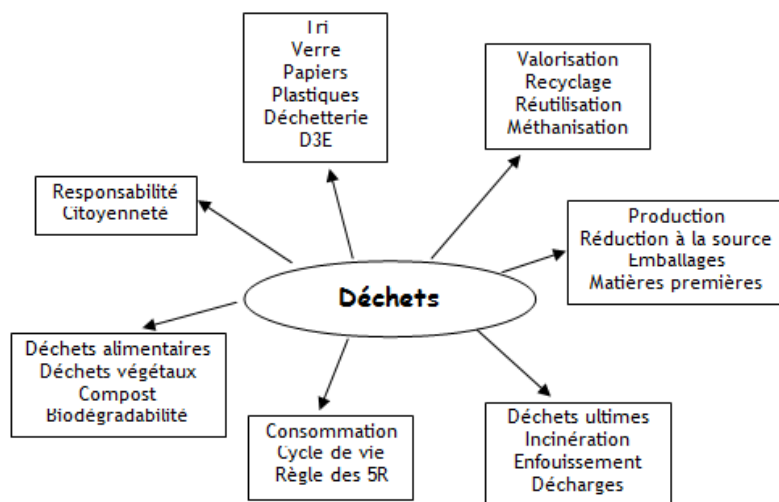 Tri
Verre
Papiers
Plastiques
Déchetterie
D3E
Valorisation
Recyclage
Réutilisation
Méthanisation
Responsabilité
Citoyenneté
Production
Réduction à la source
Emballages
Matières premières
Déchets
Déchets alimentaires
Déchets végétaux
Compost
Biodégradabilité
Consommation
Cycle de vie
Règle des 5R
Déchets ultimes
Incinération
Enfouissement
Décharges